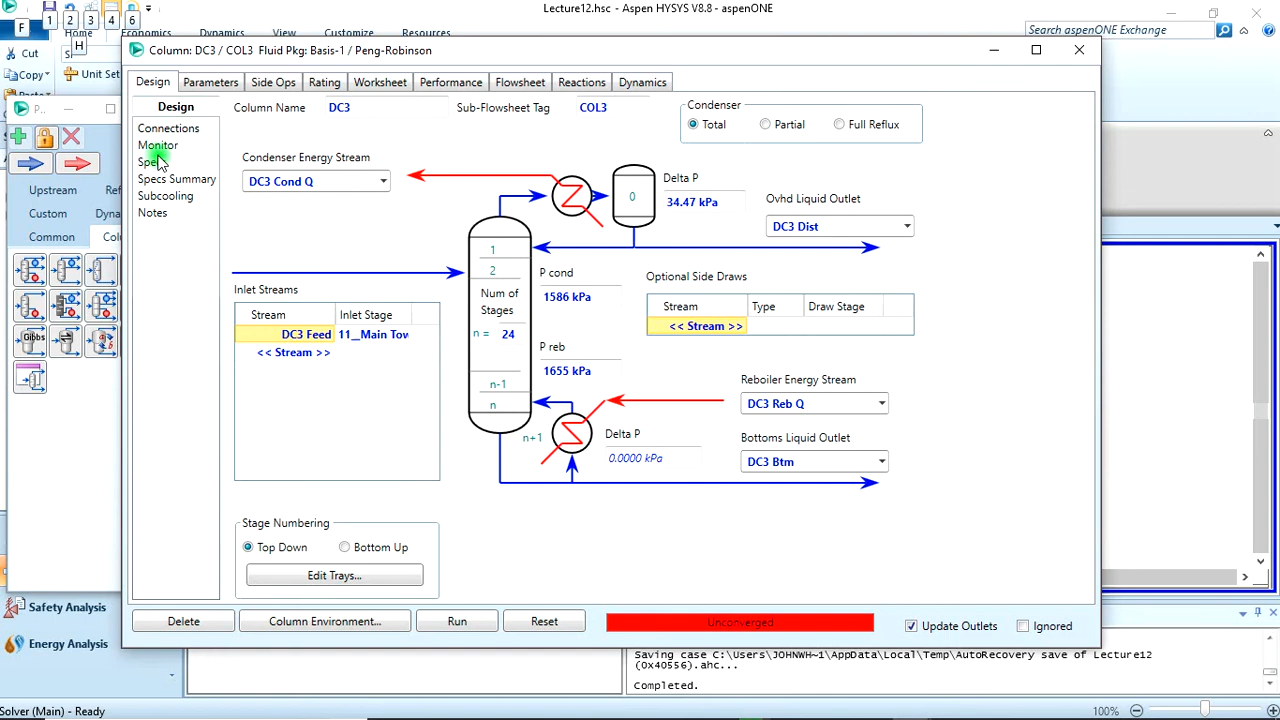 Lecture12.hsc - Aspen HYSYS V8.8 - aspenONE
1 2 3 4 6
F
H
Home Economics Dynamics View Customize Resources
Search aspenONE Exchange
Cut
Copy
Unit Set
Column: DC3 / COL3 Fluid Pkg: Basis-1 / Peng-Robinson
Design Parameters Side Ops Rating Worksheet Performance Flowsheet Reactions Dynamics
Design
Connections
Monitor
Specs Summary
Subcooling
Notes
Column Name DC3 Sub-Flowsheet Tag COL3
Condenser
Total Partial Full Reflux
Condenser Energy Stream
DC3 Cond Q
0
Delta P
34.47 kPa
Ovhd Liquid Outlet
DC3 Dist
1
2
Num of
Stages
n = 24
n-1
n
n+1
P cond
1586 kPa
Optional Side Draws
Stream Type Draw Stage
<< Stream >>
Inlet Streams
Stream Inlet Stage
DC3 Feed 11__Main Tow
<< Stream >>
P reb
1655 kPa
Reboiler Energy Stream
DC3 Reb Q
Delta P
0.0000 kPa
Bottoms Liquid Outlet
DC3 Btm
Stage Numbering
Top Down Bottom Up
Edit Trays...
Delete Column Environment... Run Reset Unconverged Update Outlets Ignored
Upstream
Custom
Common
Gibbs
Safety Analysis
Energy Analysis
Saving case C:\Users\JOHNWH~1\AppData\Local\Temp\AutoRecovery save of Lecture12
(0x40556).ahc...
Completed.
Solver (Main) - Ready
100%